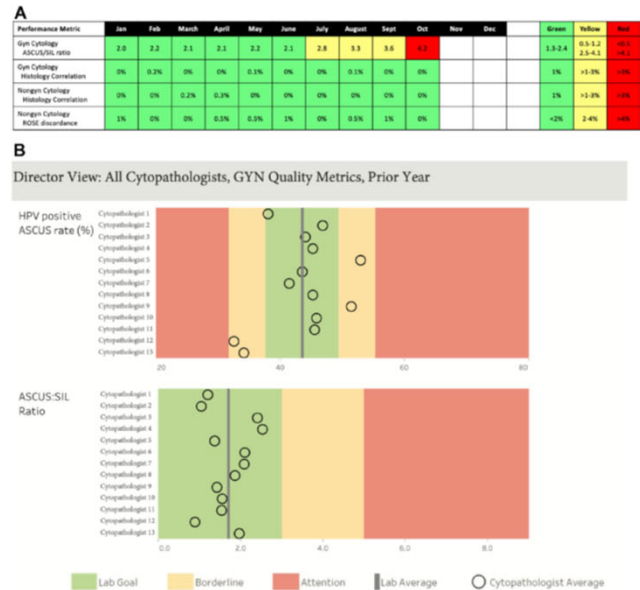 A
Performance Metric Jan Feb March April May June July August Sept Oct Nov Dec Green Yellow Red
Gyn Cytology
ASCUS/SIL ratio 2.0 2.2 2.1 2.1 2.2 2.1 2.8 3.3 3.6 1.3-2.4 0.5-1.2
2.5-4.1
Gyn Cytology
Histology Correlation 0% 0.2% 0% 0% 0.1% 0% 0% 0.1% 0% 0% 1% >1-3%
Nongyn Cytology
Histology Correlation 0% 0% 0.2% 0.3% 0% 0% 0% 0% 0% 0% 1% >1-3%
Nongyn Cytology
ROSE discordance 1% 0% 0% 0.5% 0.5% 1% 0% 0.5% 1% 0% <2% 2-4%
B
Director View: All Cytopathologists, GYN Quality Metrics, Prior Year
HPV positive
ASCUS rate (%)
Cytopathologist 1
Cytopathologist 2
Cytopathologist 3
Cytopathologist 4
Cytopathologist 5
Cytopathologist 6
Cytopathologist 7
Cytopathologist 8
Cytopathologist 9
Cytopathologist 10
Cytopathologist 11
Cytopathologist 12
Cytopathologist 13
20 40 60 80
ASCUS:SIL
Ratio
Cytopathologist 1
Cytopathologist 2
Cytopathologist 3
Cytopathologist 4
Cytopathologist 5
Cytopathologist 6
Cytopathologist 7
Cytopathologist 8
Cytopathologist 9
Cytopathologist 10
Cytopathologist 11
Cytopathologist 12
Cytopathologist 13
0.0 2.0 4.0 6.0 8.0
Lab Goal Borderline Attention Lab Average Cytopathologist Average